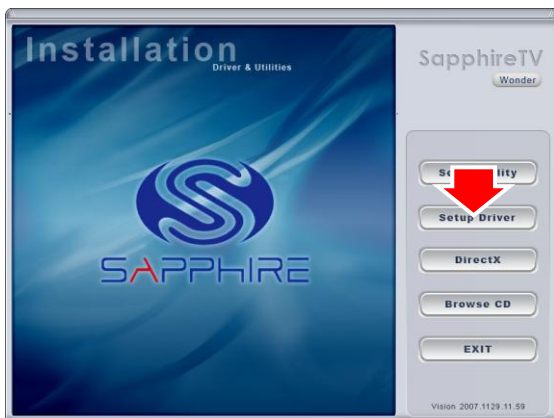 Installation
Driver & Utilities
SapphireTV
Wonder
SAPPHIRE
Setup Driver
DirectX
Browse CD
EXIT
Vision 2007.1129.11.59